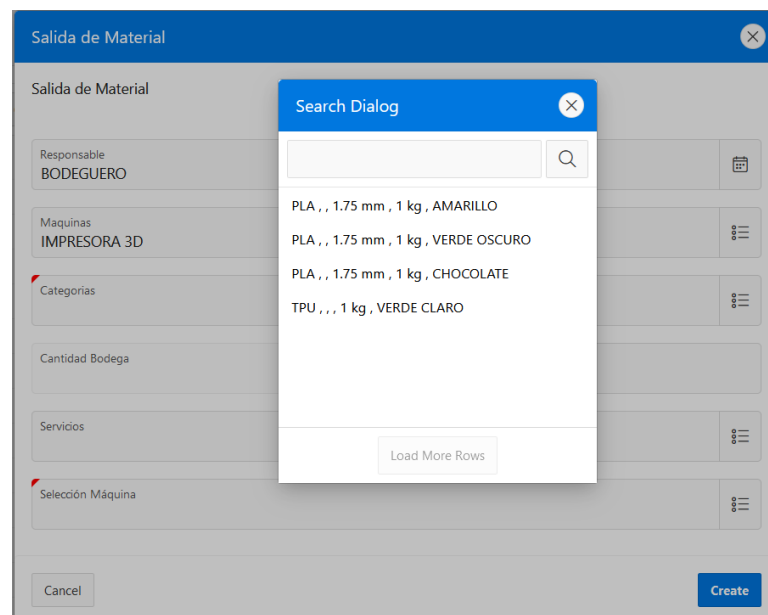 Salida de Material
Salida de Material
Search Dialog
Responsable
BODEGUERO
Maquinas
IMPRESORA 3D
Categorias
Cantidad Bodega
Servicios
Selección Máquina
PLA , , 1.75 mm , 1 kg , AMARILLO
PLA , , 1.75 mm , 1 kg , VERDE OSCURO
PLA , , 1.75 mm , 1 kg , CHOCOLATE
TPU , , , 1 kg , VERDE CLARO
Load More Rows
Cancel
Create